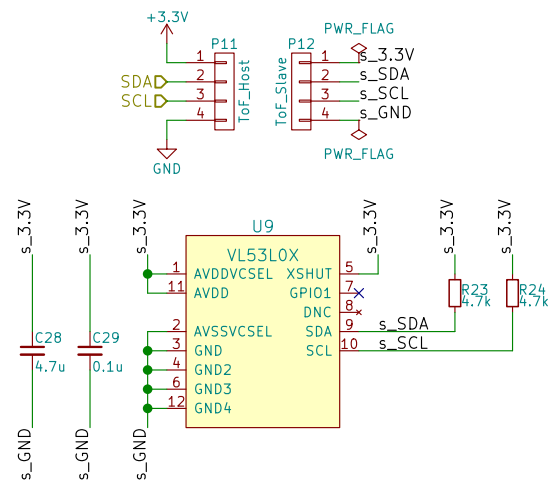 +3.3V
P11
1
2
3
4
SDA
SCL
ToF_Host
GND
P12
PWR_FLAG
1
2
3
4
s_3.3V
s_SDA
s_SCL
s_GND
ToF_Slave
PWR_FLAG
s_3.3V
C28
4.7u
s_GND
s_3.3V
C29
0.1u
s_GND
s_3.3V
s_GND
U9
VL53L0X
1 AVDDVCSEL
11 AVDD
2 AVSSVCSEL
3 GND
4 GND2
6 GND3
12 GND4
XSHUT 5
GPIO1 7
DNC 8
SDA 9
SCL 10
s_3.3V
s_SDA
s_SCL
s_3.3V
R23
4.7k
s_3.3V
R24
4.7k